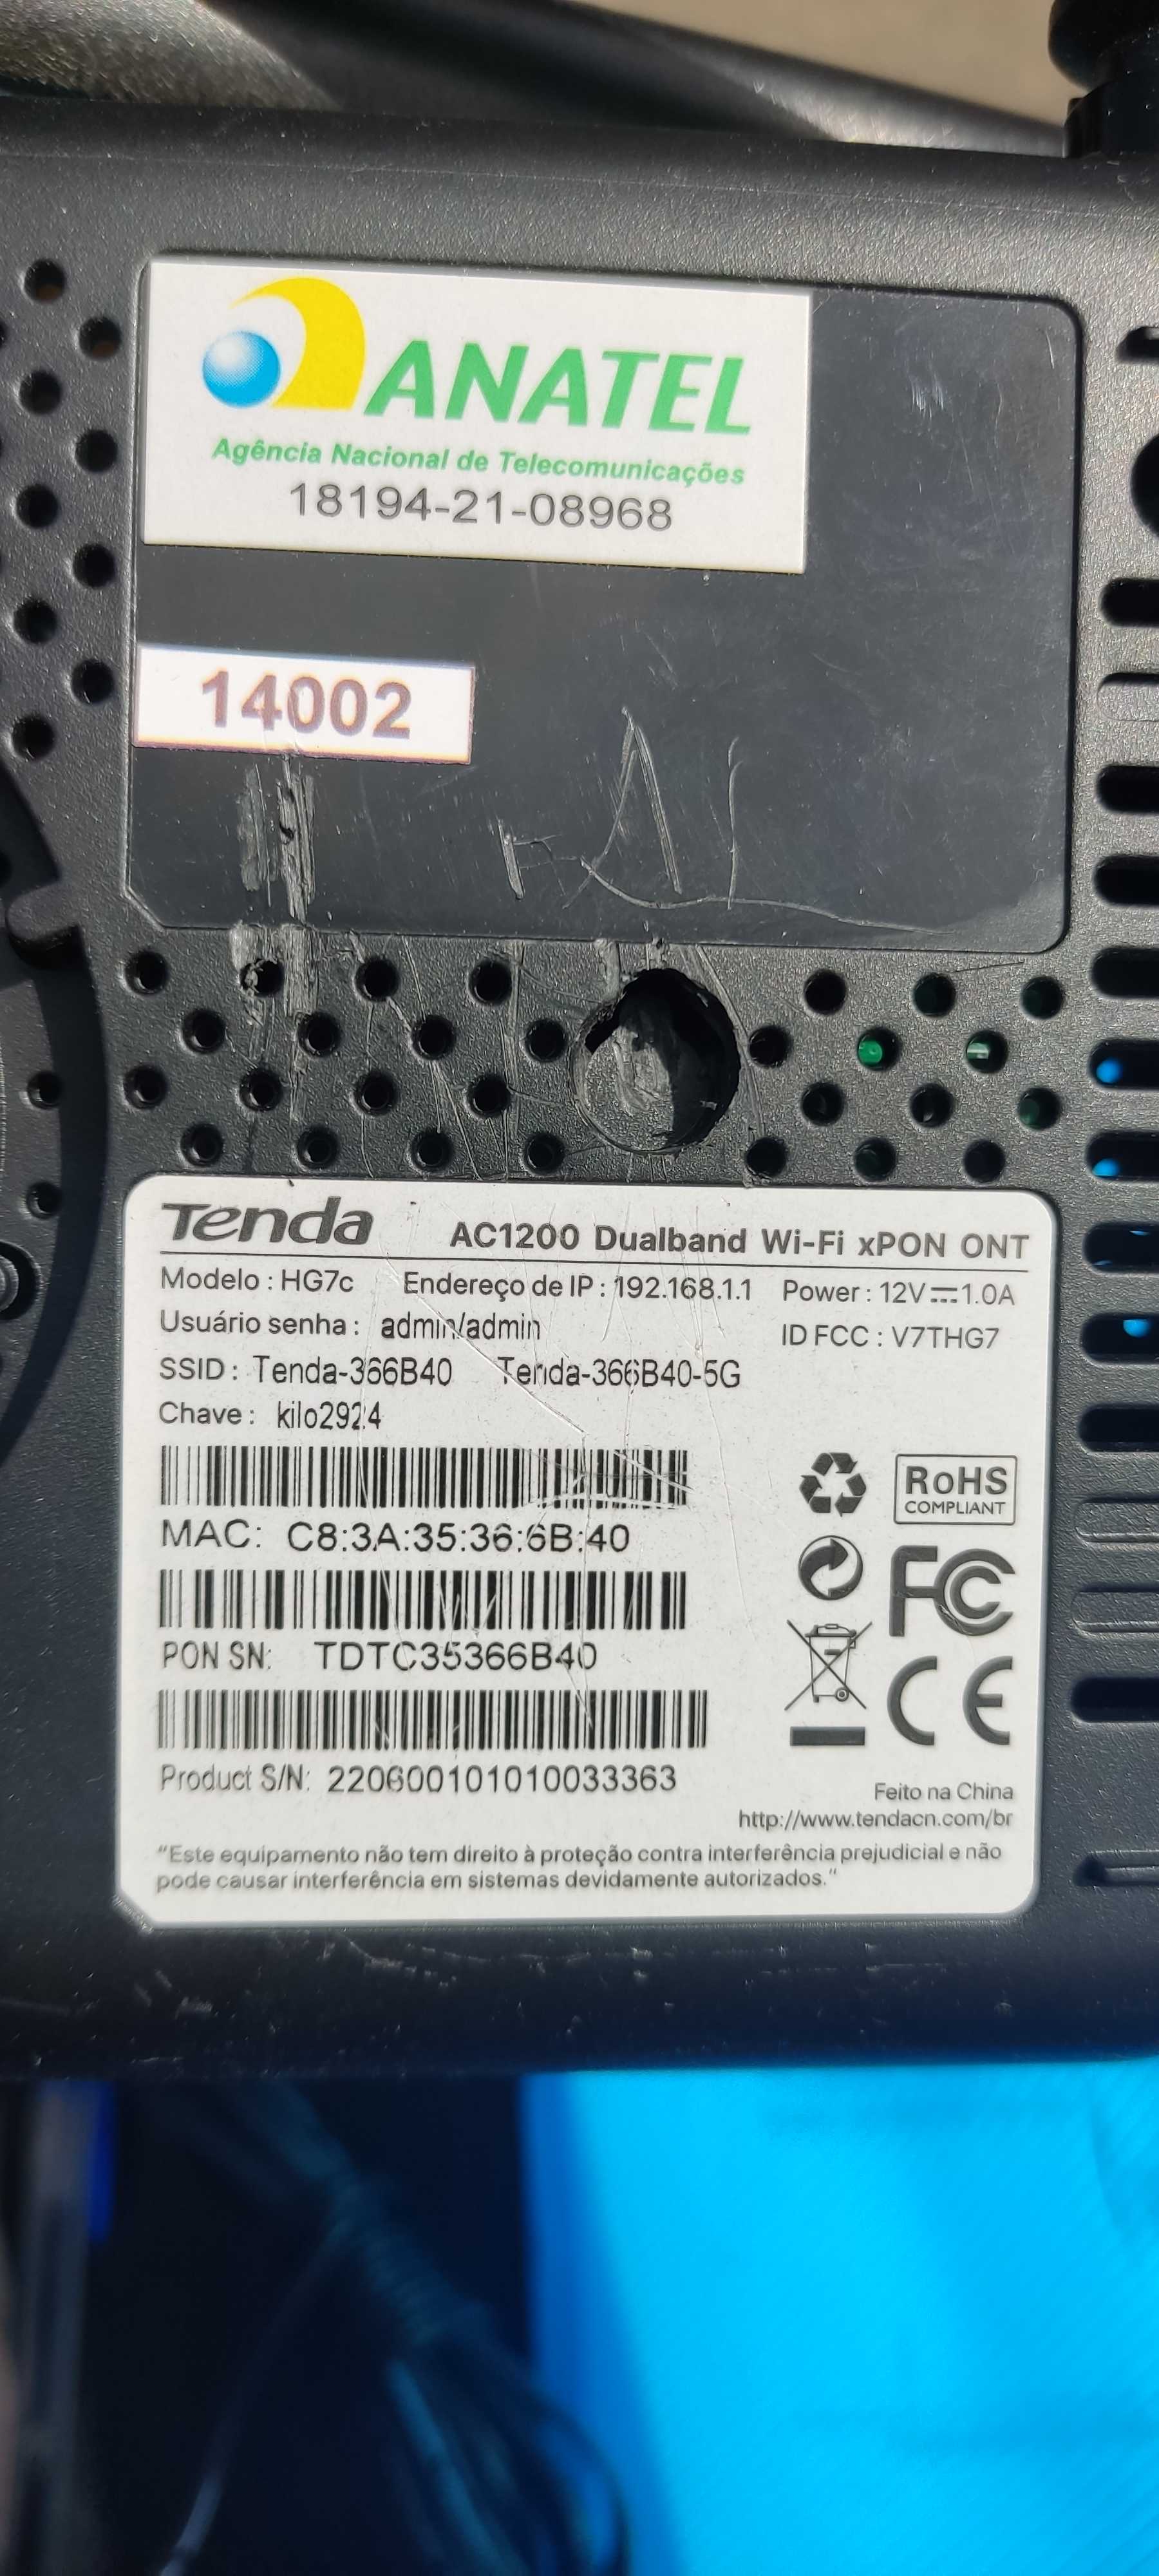 ANATEL
Agência Nacional de Telecomunicações
18194-21-08968
14002
Tenda AC1200 Dualband Wi-Fi xPON ONT
Modelo : HG7c Endereço de IP : 192.168.1.1 Power : 12V⎓1.0A
Usuário senha : admin/admin ID FCC : V7THG7
SSID : Tenda-366B40 Tenda-366B40-5G
Chave : kilo2924
RoHS
COMPLIANT
MAC: C8:3A:35:36:6B:40
FC
PON SN: TDTC35366B40
CE
Product S/N: 220600101010033363
Feito na China
http://www.tendacn.com/br
"Este equipamento não tem direito à proteção contra interferência prejudicial e não
pode causar interferência em sistemas devidamente autorizados."